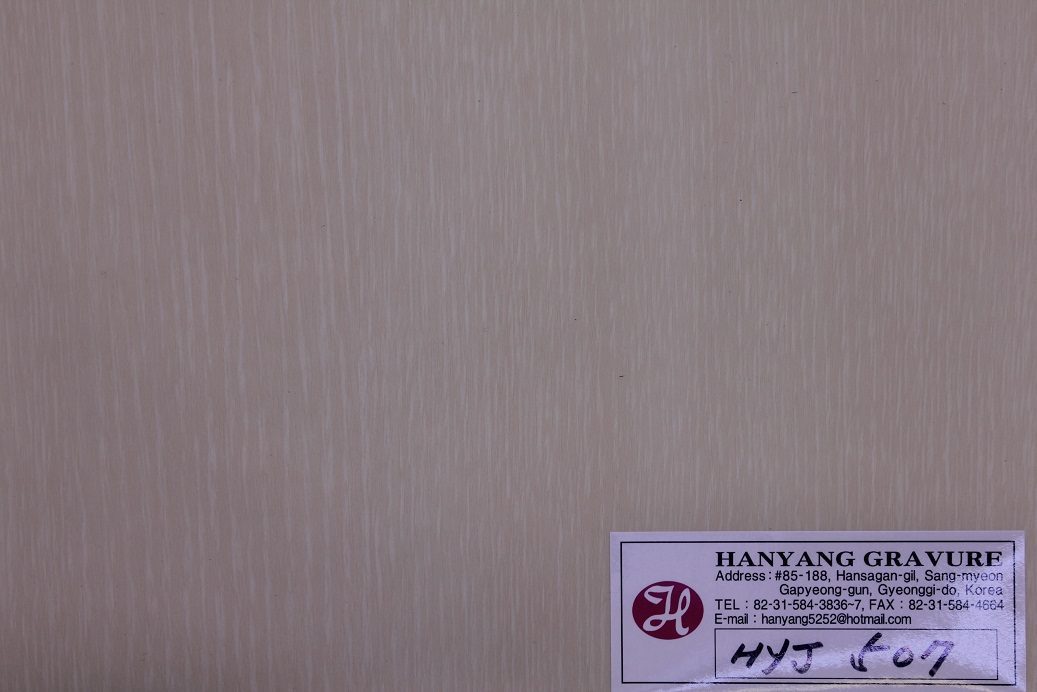 HANYANG GRAVURE
Address : #85-188, Hansagan-gil, Sang-myeon
Gapyeong-gun, Gyeonggi-do, Korea
TEL : 82-31-584-3836~7, FAX : 82-31-584-4664
E-mail : hanyang5252@hotmail.com
H
HYJ 507